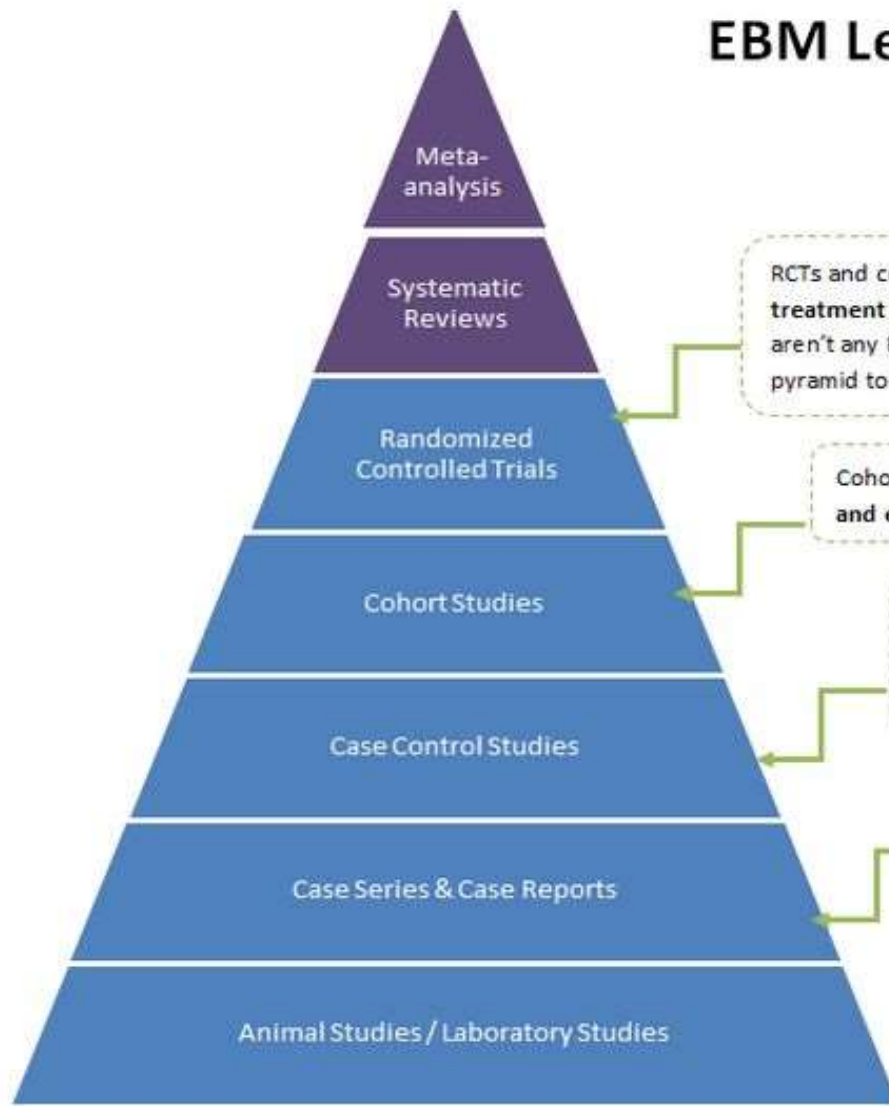 EBM Le
Meta-
analysis
Systematic
Reviews
RCTs and c
treatment
aren't any
pyramid to
Randomized
Controlled Trials
Coho
and
Cohort Studies
Case Control Studies
Case Series & Case Reports
Animal Studies / Laboratory Studies